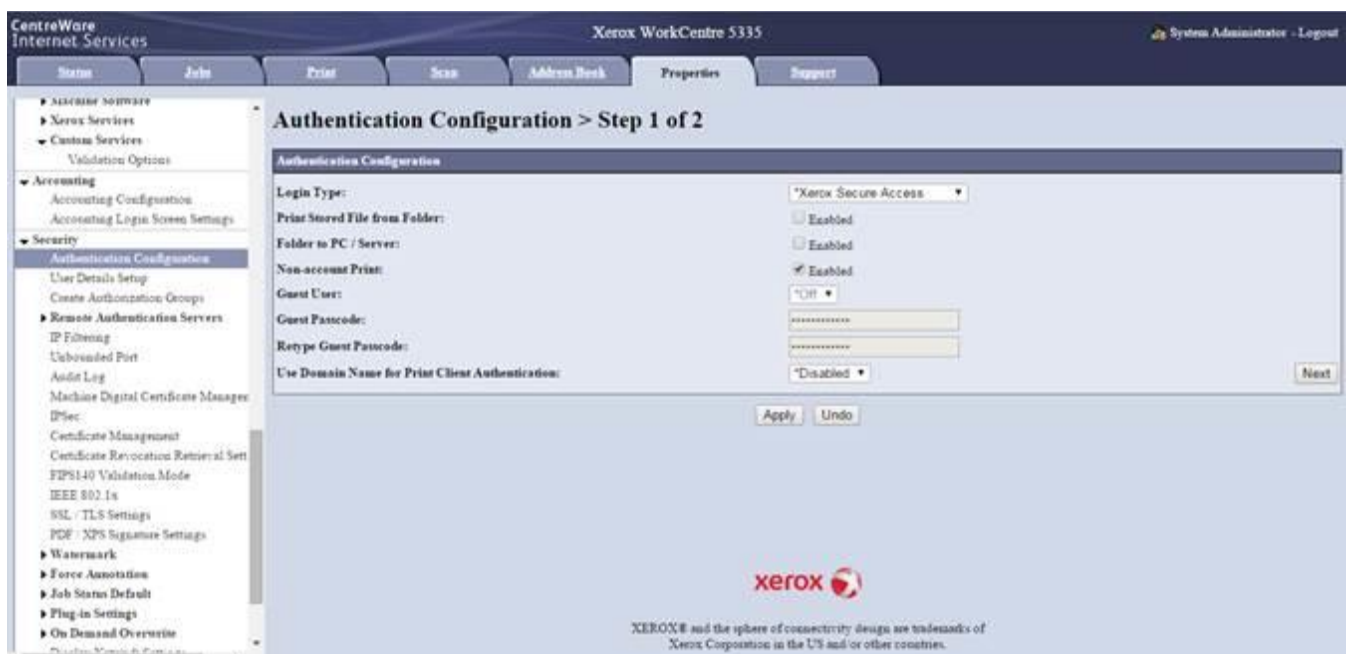 CentreWare
Internet Services
Xerox WorkCentre 5335
System Administrator - Logout
Status
Jobs
Print
Scan
Address Book
Properties
Support
Machine Software
Xerox Services
Custom Services
Validation Options
Accounting
Accounting Configuration
Accounting Login Screen Settings
Security
Authentication Configuration
User Details Setup
Create Authorization Groups
Remote Authentication Servers
IP Filtering
Unbounded Port
Audit Log
Machine Digital Certificate Manager
IPSec
Certificate Management
Certificate Revocation Retrieval Sett
FIPS140 Validation Mode
IEEE 802.1x
SSL / TLS Settings
PDF / XPS Signature Settings
Watermark
Force Annotation
Job Status Default
Plug-in Settings
On Demand Overwrite
Authentication Configuration > Step 1 of 2
Authentication Configuration
Login Type:
*Xerox Secure Access
Print Stored File from Folder:
Enabled
Folder to PC / Server:
Enabled
Non-account Print:
Enabled
Guest User:
*Off
Guest Passcode:
••••••••••••
Retype Guest Passcode:
••••••••••••
Use Domain Name for Print Client Authentication:
*Disabled
Next
Apply
Undo
xerox
XEROX® and the sphere of connectivity design are trademarks of
Xerox Corporation in the US and/or other countries.